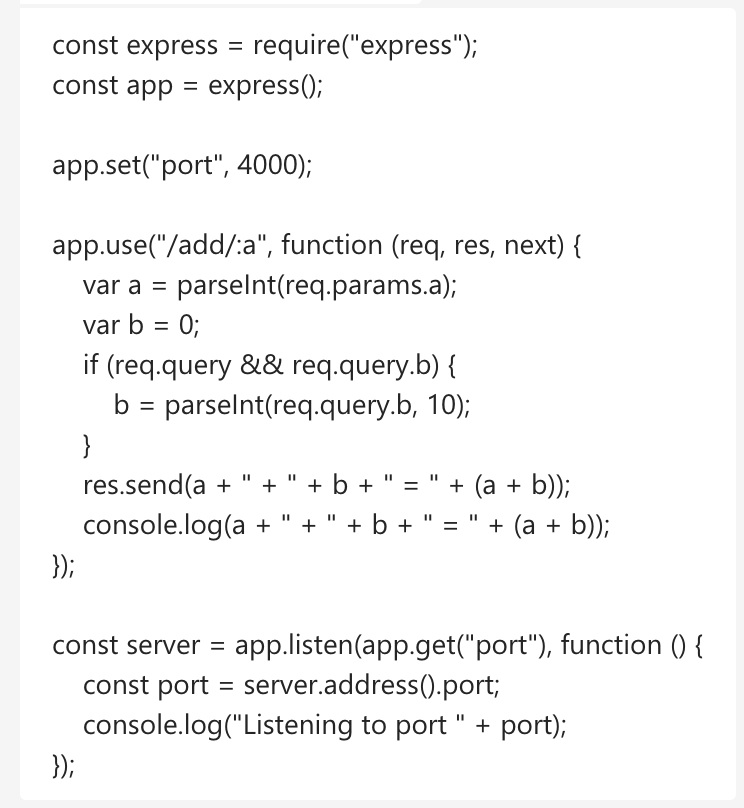 const express = require("express");
const app = express();
app.set("port", 4000);
app.use("/add/:a", function (req, res, next) {
var a = parseInt(req.params.a);
var b = 0;
if (req.query && req.query.b) {
b = parseInt(req.query.b, 10);
}
res.send(a + " + " + b + " = " + (a + b));
console.log(a + " + " + b + " = " + (a + b));
});
const server = app.listen(app.get("port"), function () {
const port = server.address().port;
console.log("Listening to port " + port);
});